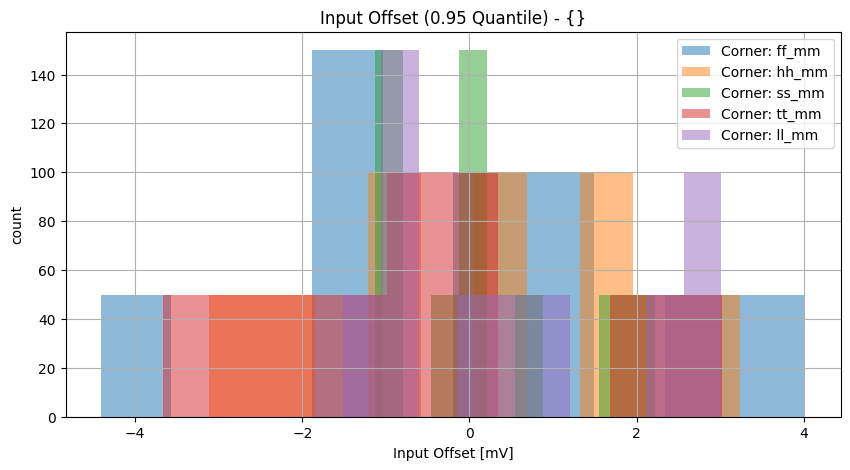 Input Offset (0.95 Quantile) - {}
Corner: ff_mm
Corner: hh_mm
Corner: ss_mm
Corner: tt_mm
Corner: ll_mm
count
140
120
100
80
60
40
20
0
−4
−2
0
2
4
Input Offset [mV]